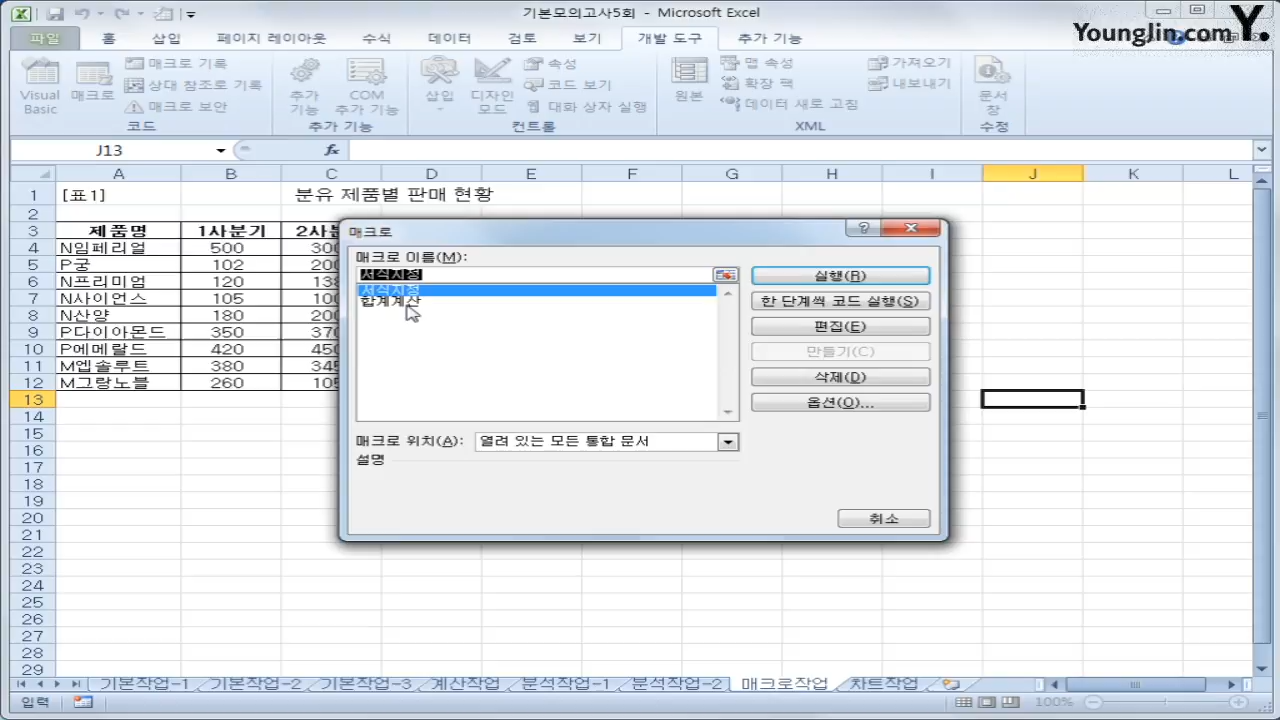 기본모의고사5회 - Microsoft Excel
YoungJin.com Y.
파일 홈 삽입 페이지 레이아웃 수식 데이터 검토 보기 개발 도구 추가 기능
Visual Basic
매크로
매크로 기록
상대 참조로 기록
매크로 보안
코드
추가 기능
COM 추가 기능
추가 기능
삽입
디자인 모드
속성
코드 보기
대화 상자 실행
컨트롤
원본
맵 속성
확장 팩
데이터 새로 고침
가져오기
내보내기
XML
문서 창
수정
J13 fx
A B C D E F G H I J K L
1 [표1] 분유 제품별 판매 현황
2
3 제품명 1사분기 2사분
4 N임페리얼 500 300
5 P궁 102 200
6 N프리미엄 120 138
7 N사이언스 105 100
8 N산양 180 200
9 P다이아몬드 350 370
10 P에메랄드 420 450
11 M엡솔루트 380 345
12 M그랑노블 260 105
13
14
15
16
17
18
19
20
21
22
23
24
25
26
27
28
29
매크로
매크로 이름(M):
서식지정
서식지정
합계계산
실행(R)
한 단계씩 코드 실행(S)
편집(E)
만들기(C)
삭제(D)
옵션(O)...
매크로 위치(A): 열려 있는 모든 통합 문서
설명
취소
기본작업-1 기본작업-2 기본작업-3 계산작업 분석작업-1 분석작업-2 매크로작업 차트작업
입력 100%